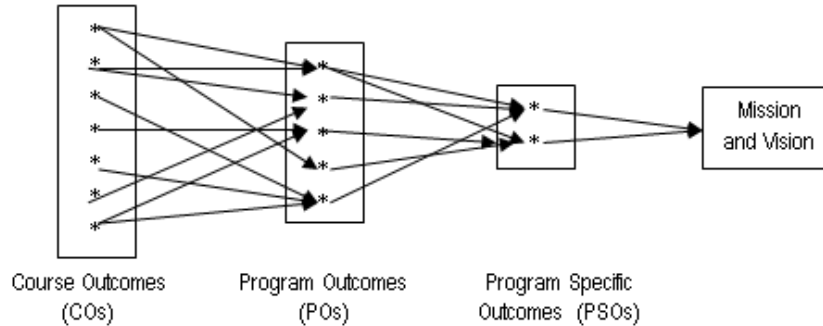 Mission
and Vision
Course Outcomes
(COs)
Program Outcomes
(POs)
Program Specific
Outcomes (PSOs)